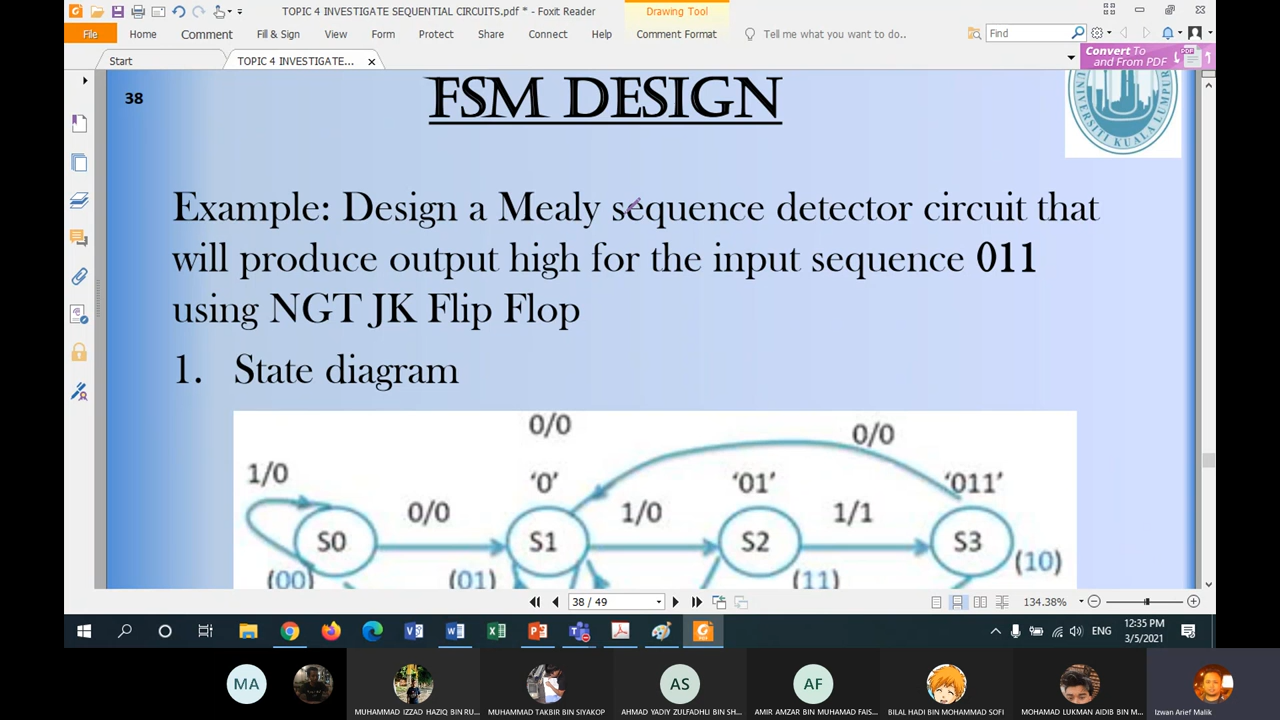 TOPIC 4 INVESTIGATE SEQUENTIAL CIRCUITS.pdf * - Foxit Reader
Drawing Tool
File Home Comment Fill & Sign View Form Protect Share Connect Help Comment Format Tell me what you want to do.. Find
Start TOPIC 4 INVESTIGATE... Convert To and From PDF PDF
38
FSM DESIGN
UNIVERSITI KUALA LUMPUR
Example: Design a Mealy sequence detector circuit that
will produce output high for the input sequence 011
using NGT JK Flip Flop
1. State diagram
0/0
0/0
1/0 '0' '01' '011'
0/0 1/0 1/1
S0 S1 S2 S3
(00) (01) (11) (10)
38 / 49 134.38%
ENG 12:35 PM
3/5/2021
MA AS AF
MUHAMMAD IZZAD HAZIQ BIN RU... MUHAMMAD TAKBIR BIN SIYAKOP AHMAD YADIY ZULFADHLI BIN SH... AMIR AMZAR BIN MUHAMAD FAIS... BILAL HADI BIN MOHAMMAD SOFI MOHAMAD LUKMAN AIDIB BIN M... Izwan Arief Malik